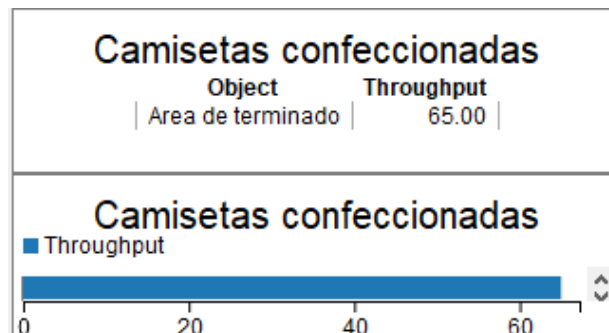 Camisetas confeccionadas
Object Throughput
Area de terminado 65.00
Camisetas confeccionadas
Throughput
0 20 40 60